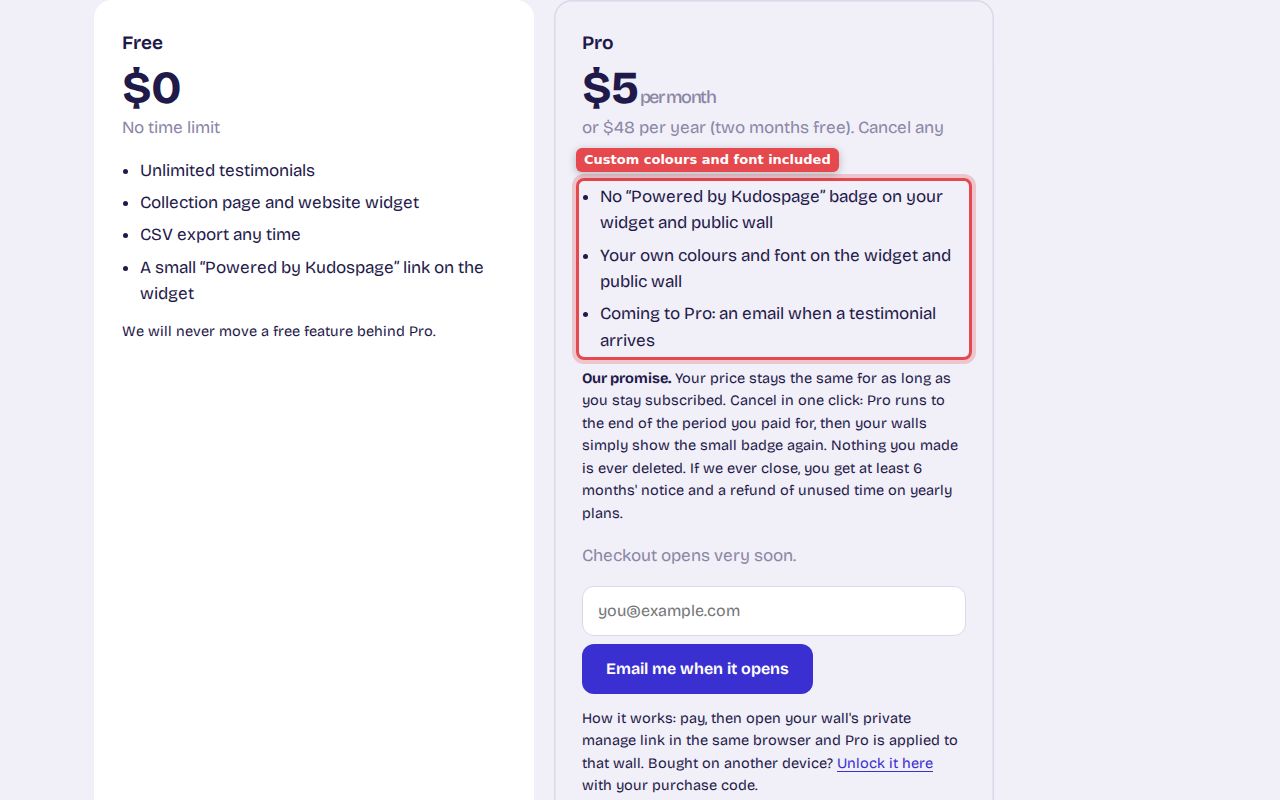 Free
$0
No time limit
Unlimited testimonials
Collection page and website widget
CSV export any time
A small “Powered by Kudospage” link on the
widget
We will never move a free feature behind Pro.
Pro
$5 per month
or $48 per year (two months free). Cancel any
Custom colours and font included
No “Powered by Kudospage” badge on your
widget and public wall
Your own colours and font on the widget and
public wall
Coming to Pro: an email when a testimonial
arrives
Our promise. Your price stays the same for as long as
you stay subscribed. Cancel in one click: Pro runs to
the end of the period you paid for, then your walls
simply show the small badge again. Nothing you made
is ever deleted. If we ever close, you get at least 6
months' notice and a refund of unused time on yearly
plans.
Checkout opens very soon.
you@example.com
Email me when it opens
How it works: pay, then open your wall's private
manage link in the same browser and Pro is applied to
that wall. Bought on another device? Unlock it here
with your purchase code.